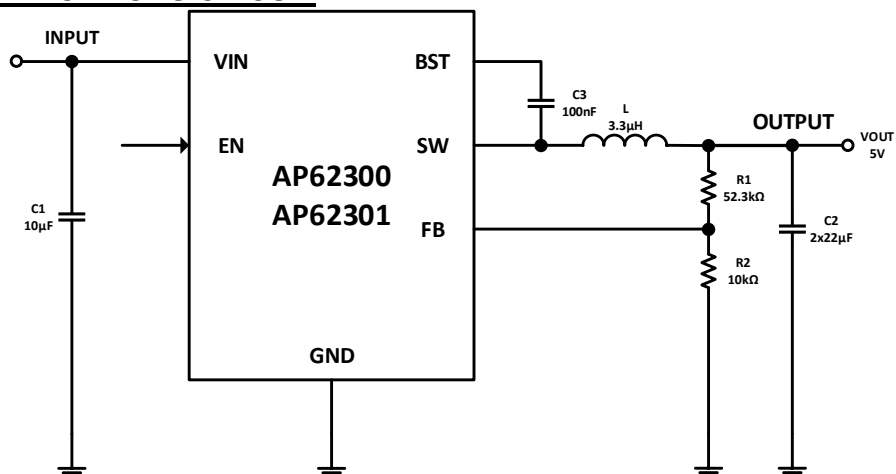 INPUT
VIN
BST
C3
100nF
L
3.3µH
OUTPUT
VOUT
5V
EN
SW
AP62300
AP62301
R1
52.3kΩ
C1
10µF
FB
C2
2x22µF
R2
10kΩ
GND